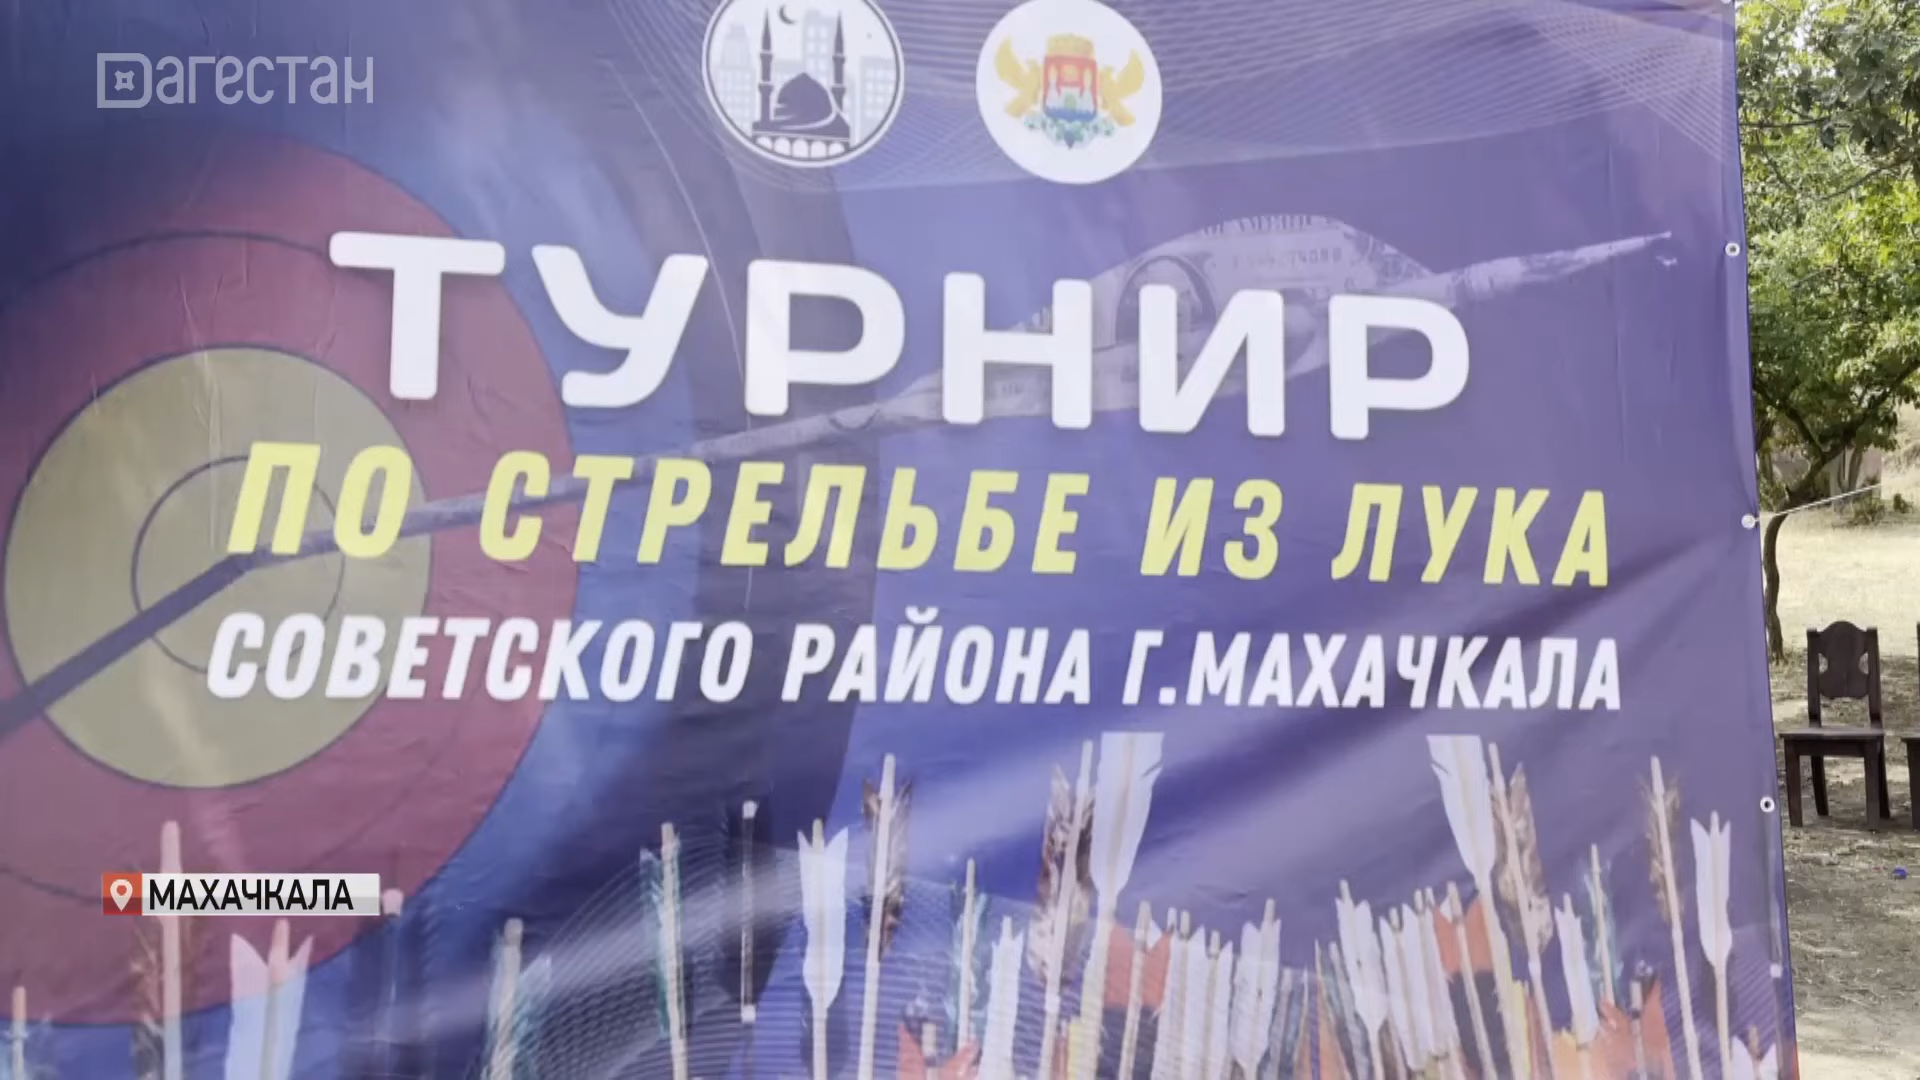 ДАГЕСТАН
ТУРНИР
ПО СТРЕЛЬБЕ ИЗ ЛУКА
СОВЕТСКОГО РАЙОНА Г.МАХАЧКАЛА
МАХАЧКАЛА